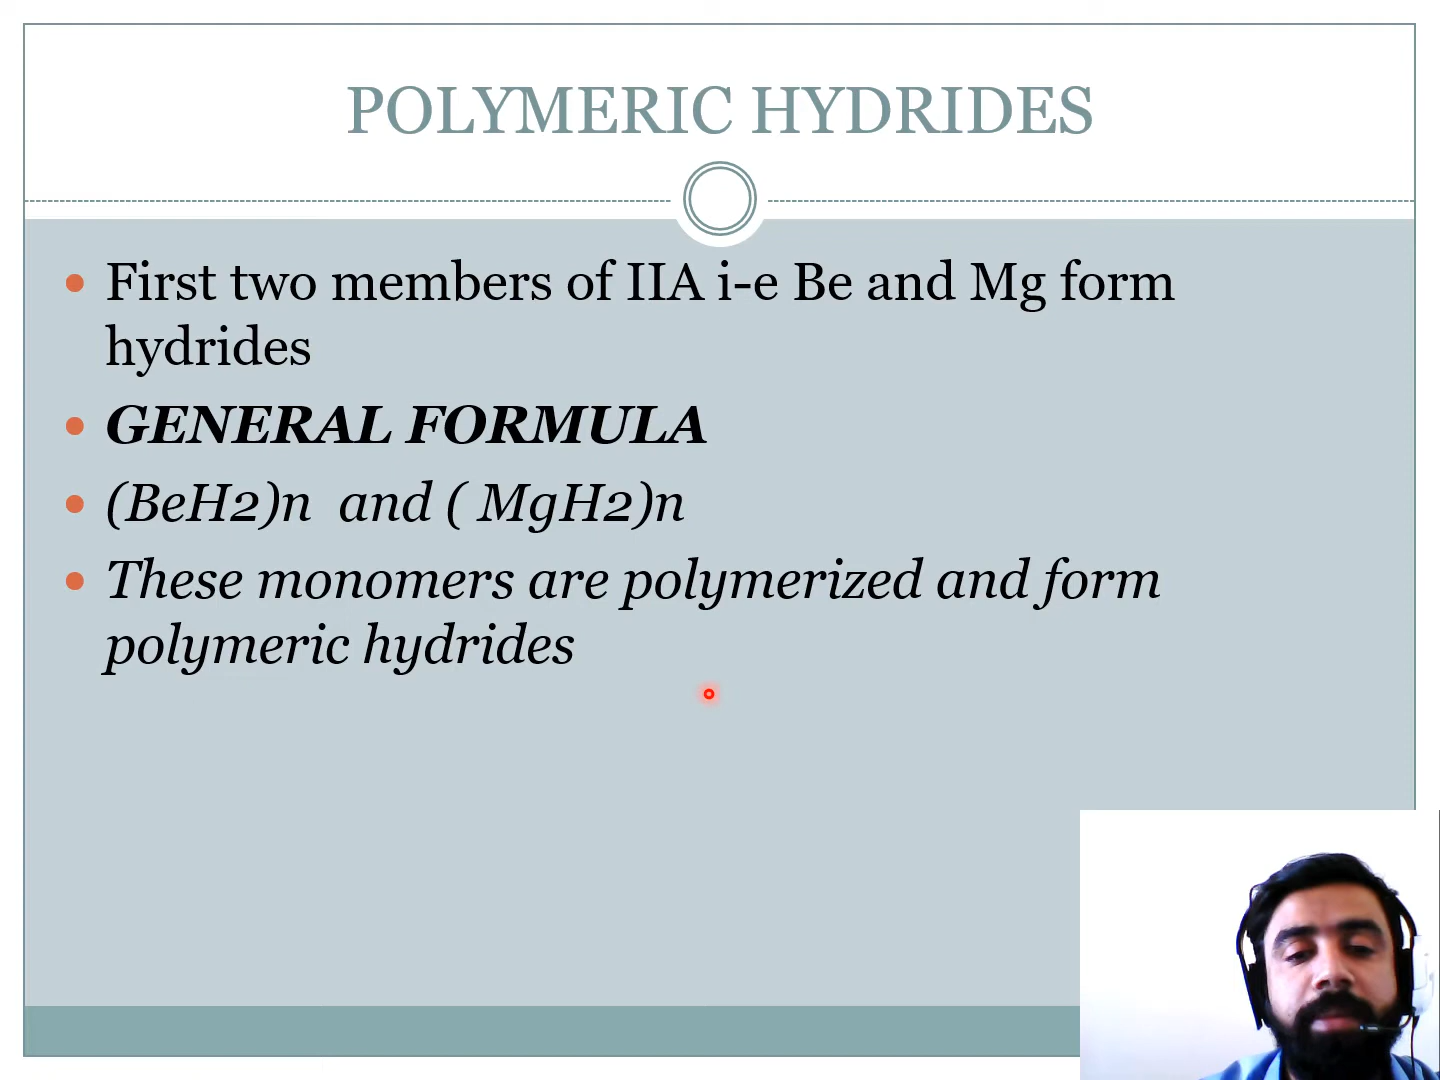 POLYMERIC HYDRIDES
First two members of IIA i-e Be and Mg form
hydrides
GENERAL FORMULA
(BeH2)n  and ( MgH2)n
These monomers are polymerized and form
polymeric hydrides